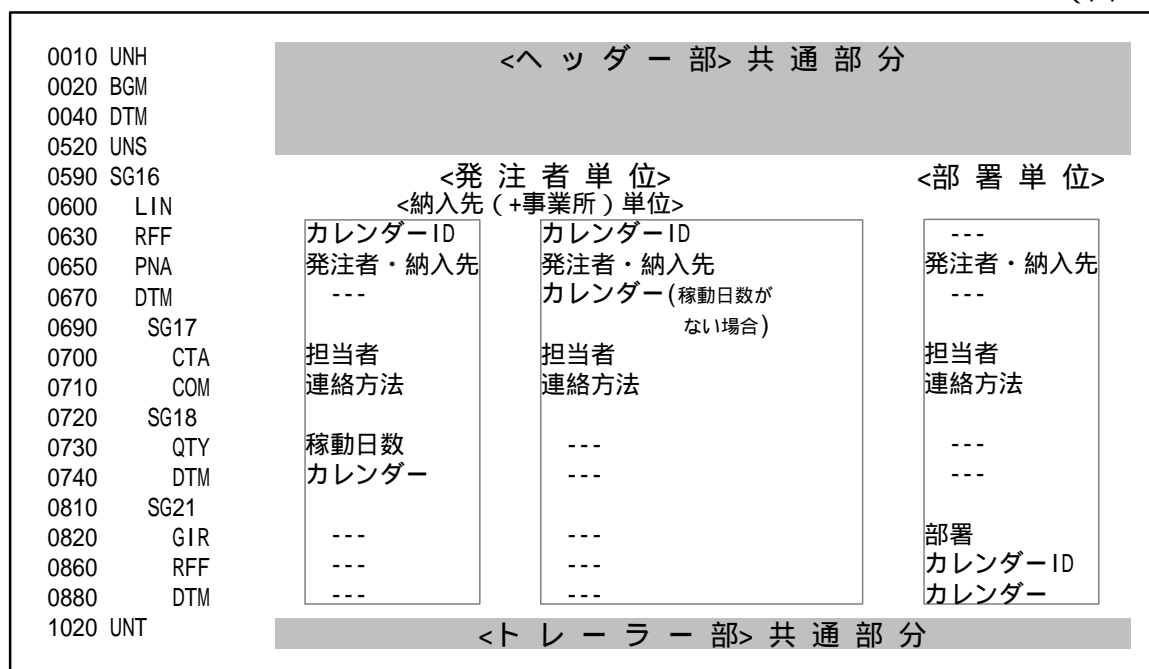 0010 UNH <ヘッダー部> 共通部分
0020 BGM
0040 DTM
0520 UNS
0590 SG16 <発注者単位> <部署単位>
0600 LIN <納入先(+事業所)単位>
0630 RFF カレンダーID カレンダーID ---
0650 PNA 発注者・納入先 発注者・納入先 発注者・納入先
0670 DTM --- カレンダー(稼動日数が ---
0690 SG17 ない場合)
0700 CTA 担当者 担当者 担当者
0710 COM 連絡方法 連絡方法 連絡方法
0720 SG18
0730 QTY 稼動日数 --- ---
0740 DTM カレンダー --- ---
0810 SG21
0820 GIR --- --- 部署
0860 RFF --- --- カレンダーID
0880 DTM --- --- カレンダー
1020 UNT <トレーラー部> 共通部分